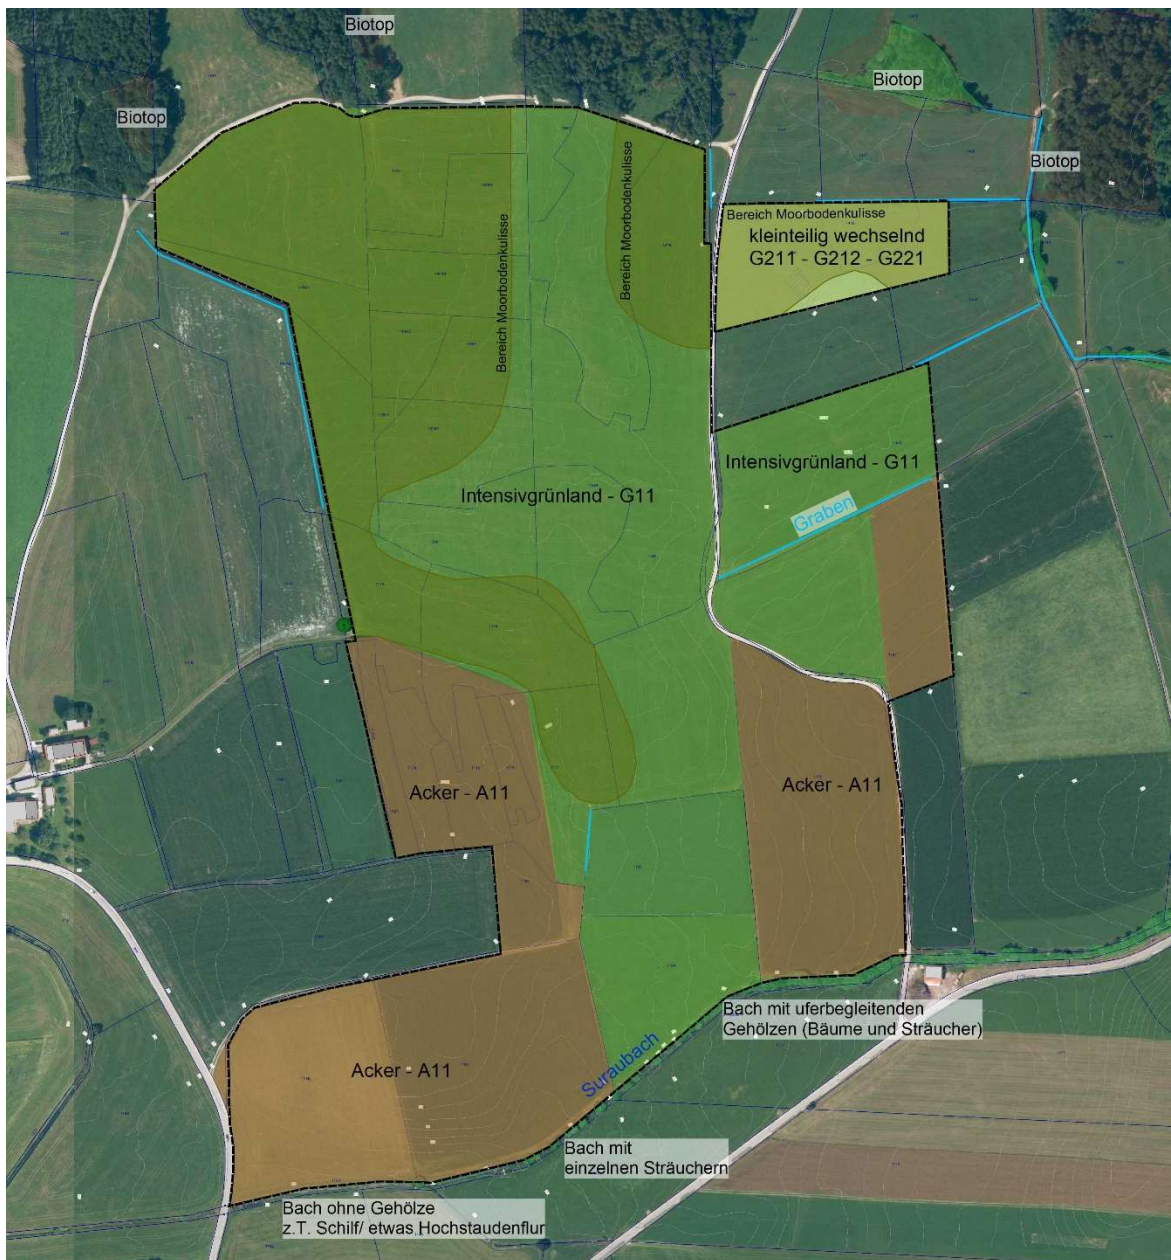 Biotop
Biotop
Biotop
Biotop
Bereich Moorbodenkulisse
Bereich Moorbodenkulisse
Bereich Moorbodenkulisse
kleinteilig wechselnd
G211 - G212 - G221
Intensivgrünland - G11
Intensivgrünland - G11
Graben
Acker - A11
Acker - A11
Bach mit uferbegleitenden
Gehölzen (Bäume und Sträucher)
Suraubach
Acker - A11
Bach mit
einzelnen Sträuchern
Bach ohne Gehölze
z.T. Schilf/ etwas Hochstaudenflur